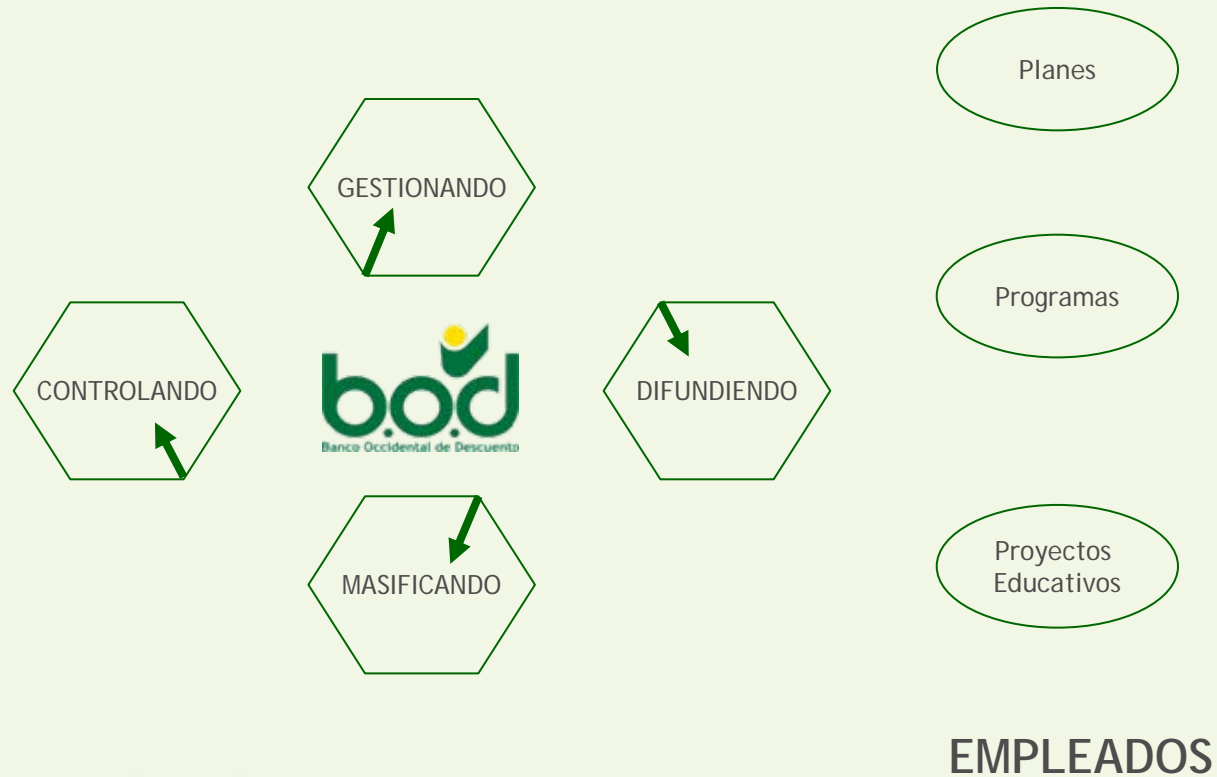 Planes
GESTIONANDO
Programas
CONTROLANDO
b.o.d
Banco Occidental de Descuento
DIFUNDIENDO
MASIFICANDO
Proyectos
Educativos
EMPLEADOS